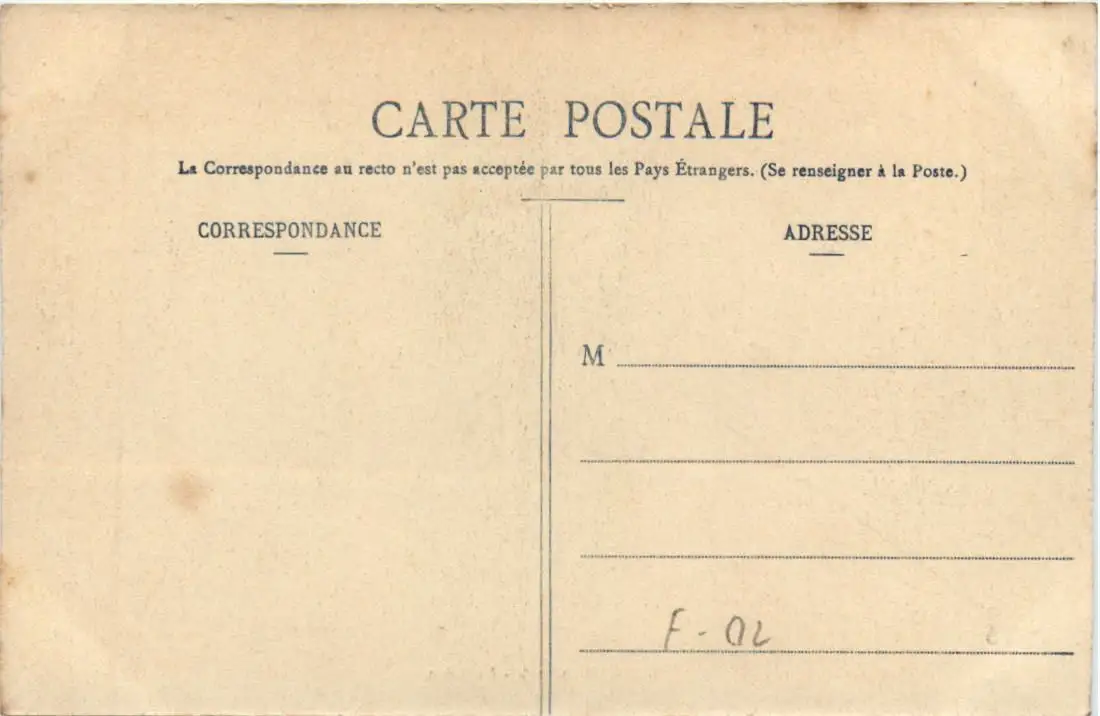 CARTE POSTALE
La Correspondance au recto n'est pas acceptée par tous les Pays Étrangers. (Se renseigner à la Poste.)
CORRESPONDANCE
ADRESSE
M
F-02